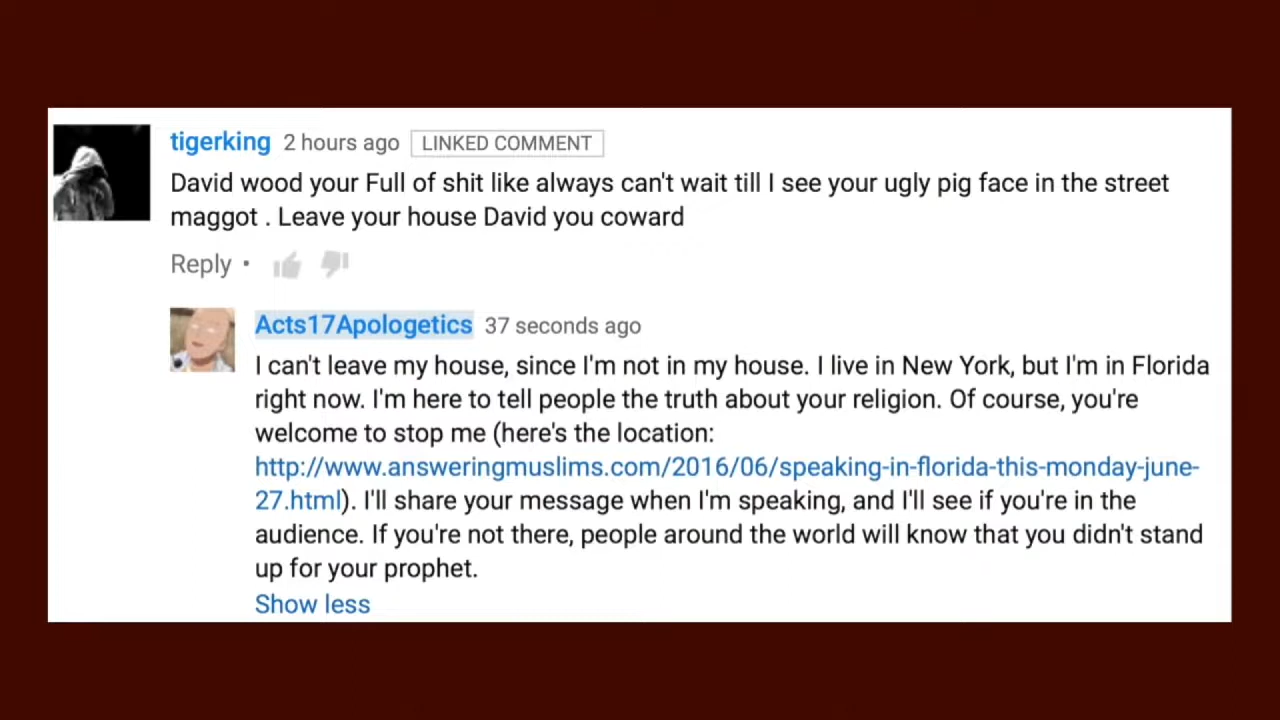 tigerking 2 hours ago LINKED COMMENT
David wood your Full of shit like always can't wait till I see your ugly pig face in the street
maggot . Leave your house David you coward
Reply •
Acts17Apologetics 37 seconds ago
I can't leave my house, since I'm not in my house. I live in New York, but I'm in Florida
right now. I'm here to tell people the truth about your religion. Of course, you're
welcome to stop me (here's the location:
http://www.answeringmuslims.com/2016/06/speaking-in-florida-this-monday-june-
27.html). I'll share your message when I'm speaking, and I'll see if you're in the
audience. If you're not there, people around the world will know that you didn't stand
up for your prophet.
Show less